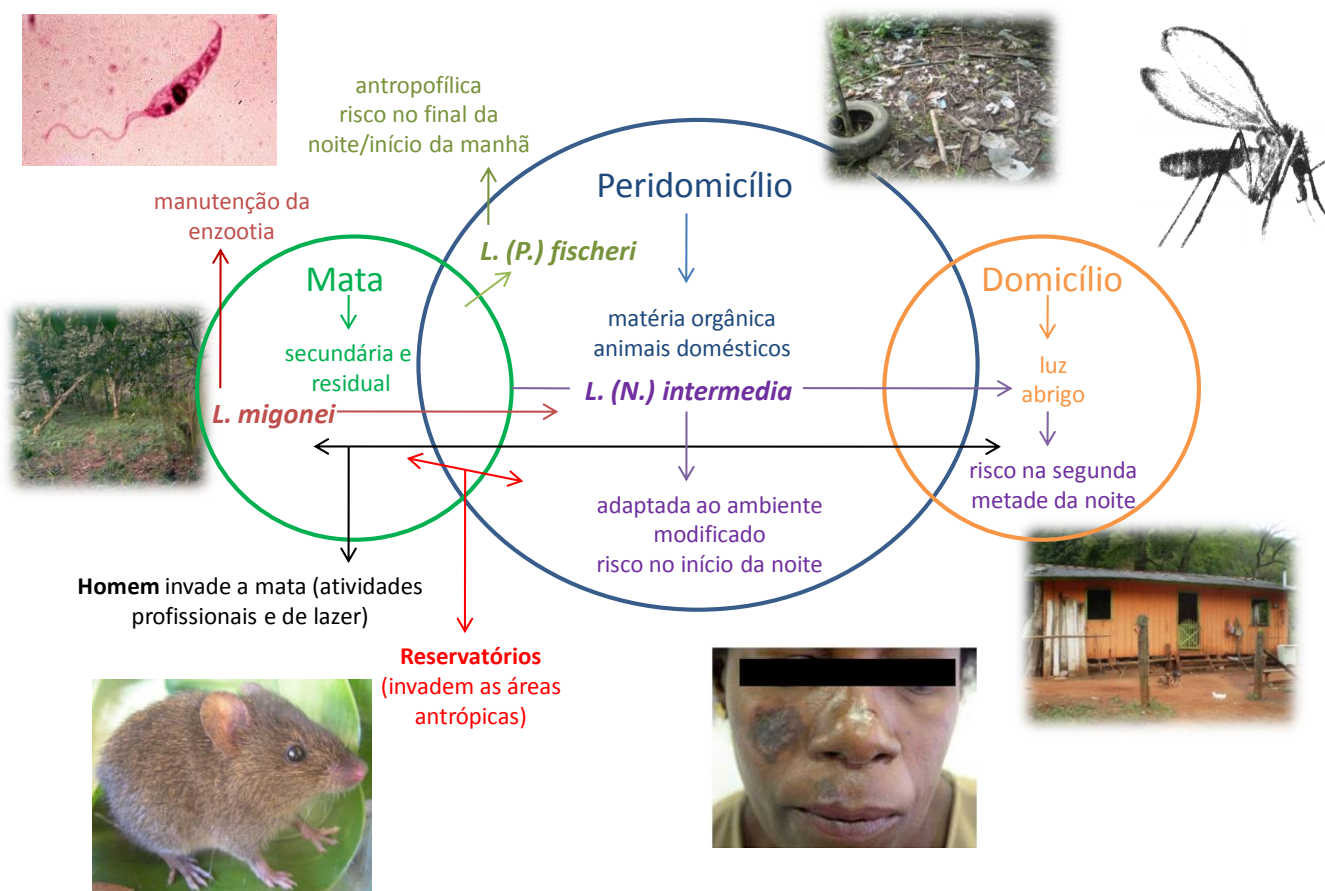 antropofílica
risco no final da
noite/início da manhã
manutenção da
enzootia
Peridomicílio
L. (P.) fischeri
Mata
Domicílio
secundária e
residual
matéria orgânica
animais domésticos
luz
abrigo
L. migonei
L. (N.) intermedia
risco na segunda
metade da noite
adaptada ao ambiente
modificado
risco no início da noite
Homem invade a mata (atividades
profissionais e de lazer)
Reservatórios
(invadem as áreas
antrópicas)